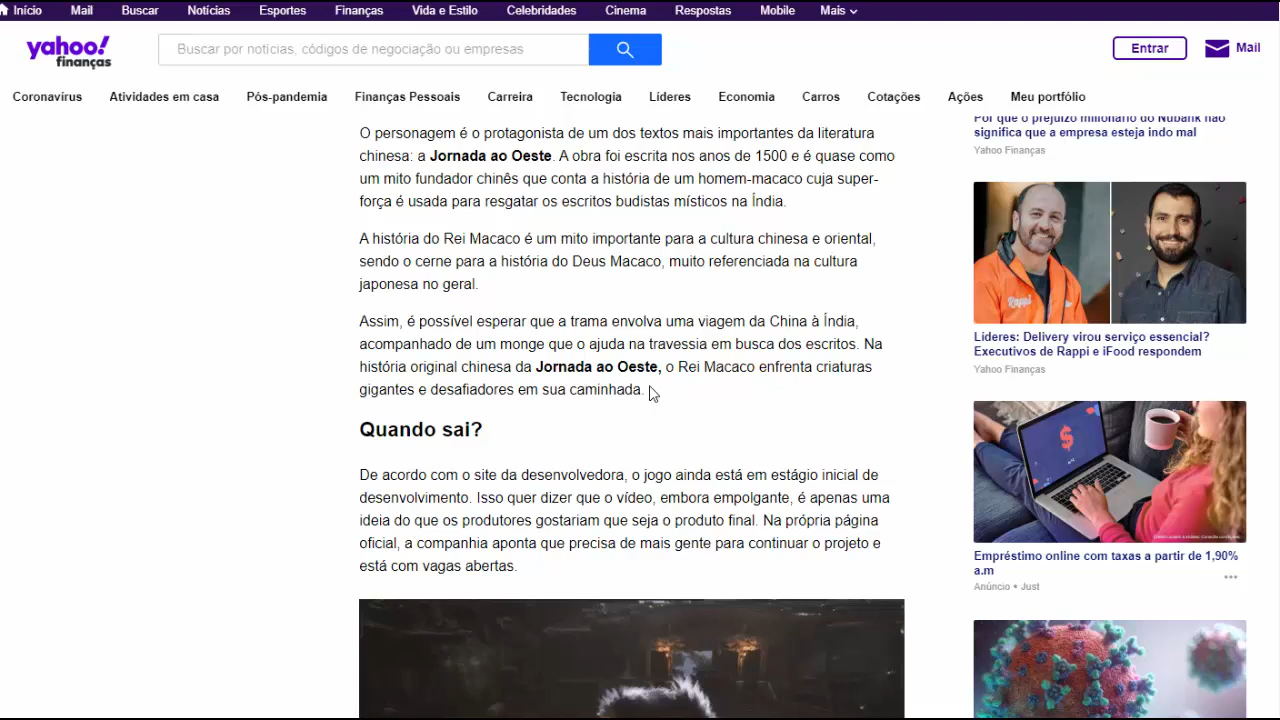 Início Mail Buscar Notícias Esportes Finanças Vida e Estilo Celebridades Cinema Respostas Mobile Mais
yahoo!
finanças
Buscar por notícias, códigos de negociação ou empresas
Entrar
Mail
Coronavírus Atividades em casa Pós-pandemia Finanças Pessoais Carreira Tecnologia Líderes Economia Carros Cotações Ações Meu portfólio
O personagem é o protagonista de um dos textos mais importantes da literatura
chinesa: a Jornada ao Oeste. A obra foi escrita nos anos de 1500 e é quase como
um mito fundador chinês que conta a história de um homem-macaco cuja super-
força é usada para resgatar os escritos budistas místicos na Índia.
A história do Rei Macaco é um mito importante para a cultura chinesa e oriental,
sendo o cerne para a história do Deus Macaco, muito referenciada na cultura
japonesa no geral.
Assim, é possível esperar que a trama envolva uma viagem da China à Índia,
acompanhado de um monge que o ajuda na travessia em busca dos escritos. Na
história original chinesa da Jornada ao Oeste, o Rei Macaco enfrenta criaturas
gigantes e desafiadores em sua caminhada.
Quando sai?
De acordo com o site da desenvolvedora, o jogo ainda está em estágio inicial de
desenvolvimento. Isso quer dizer que o vídeo, embora empolgante, é apenas uma
ideia do que os produtores gostariam que seja o produto final. Na própria página
oficial, a companhia aponta que precisa de mais gente para continuar o projeto e
está com vagas abertas.
Por que o prejuízo milionário do Nubank não
significa que a empresa esteja indo mal
Yahoo Finanças
Rappi
Líderes: Delivery virou serviço essencial?
Executivos de Rappi e iFood respondem
Yahoo Finanças
$
Empréstimo online com taxas a partir de 1,90%
a.m
Anúncio • Just